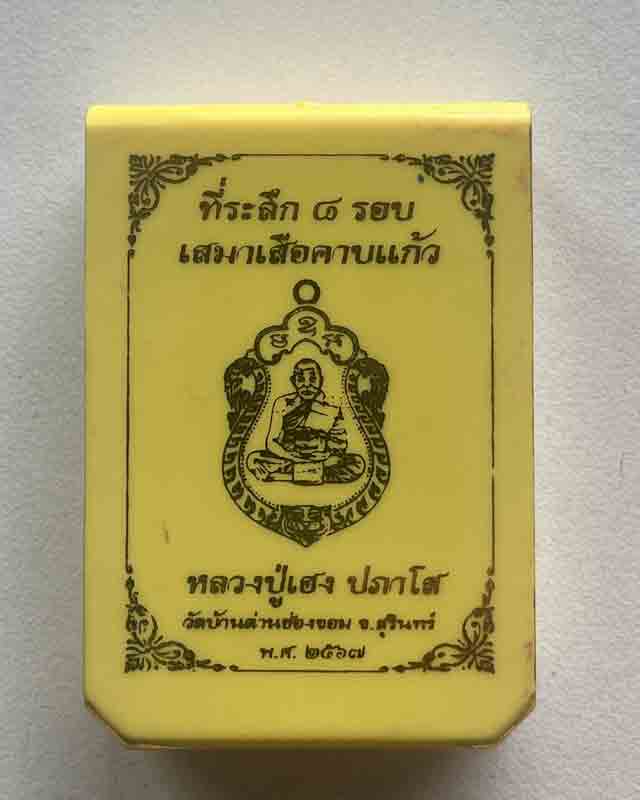 ที่ระลึก ๘ รอบ
เสมาเสือคาบแก้ว
หลวงปู่เฮง ปภาโส
วัดบ้านด่านช่องจอม จ.สุรินทร์
พ.ศ. ๒๕๖๗